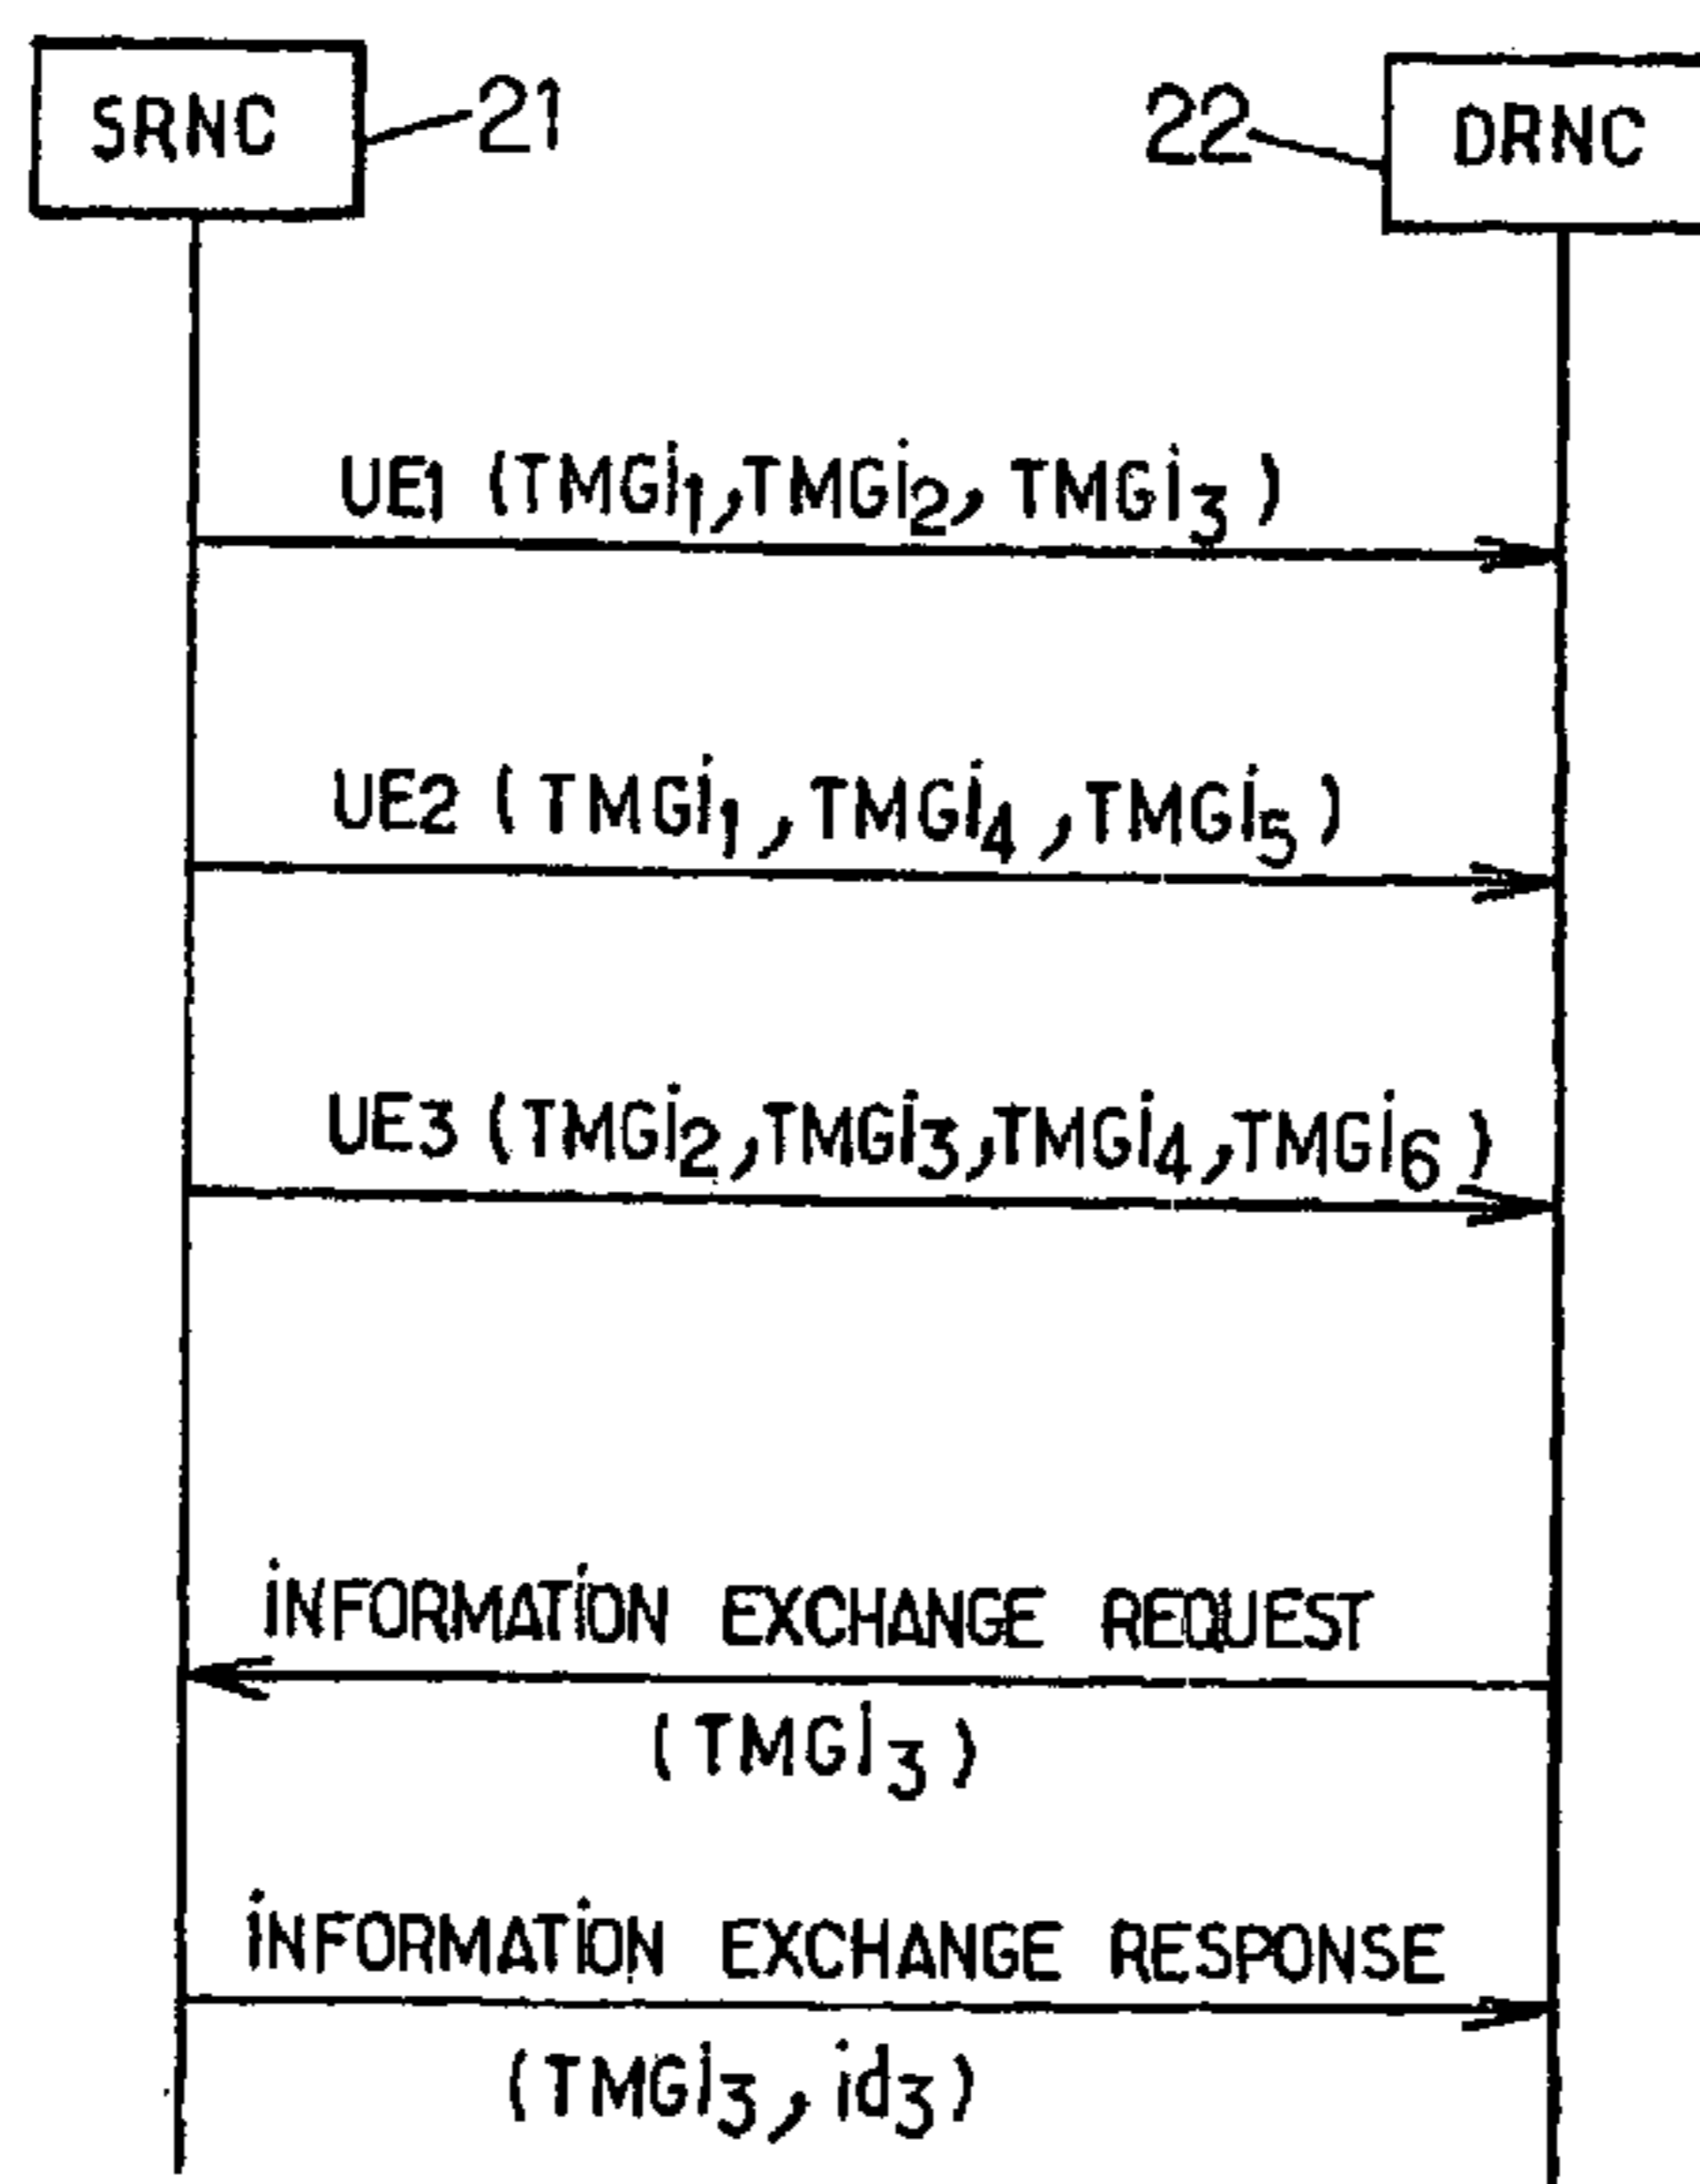 SRNC 21 22 DRNC
UE1 (TMGi1, TMGi2, TMGi3)
UE2 (TMGi1, TMGi4, TMGi5)
UE3 (TMGi2, TMGi3, TMGi4, TMGi6)
iNFORMATiON EXCHANGE REQUEST
(TMGi3)
iNFORMATiON EXCHANGE RESPONSE
(TMGi3, id3)